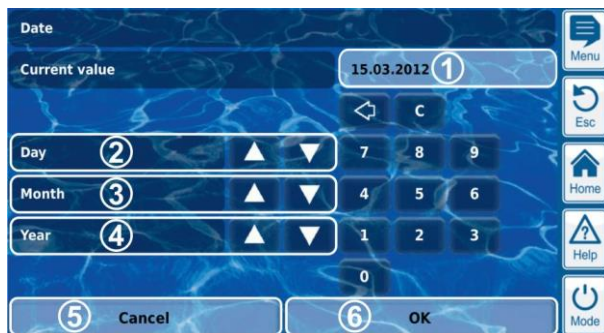 Date
Menu
Current value
15.03.2012 1
C
Esc
Day 2
7 8 9
Month 3
4 5 6
Home
Year 4
1 2 3
Help
0
5 Cancel
6 OK
Mode